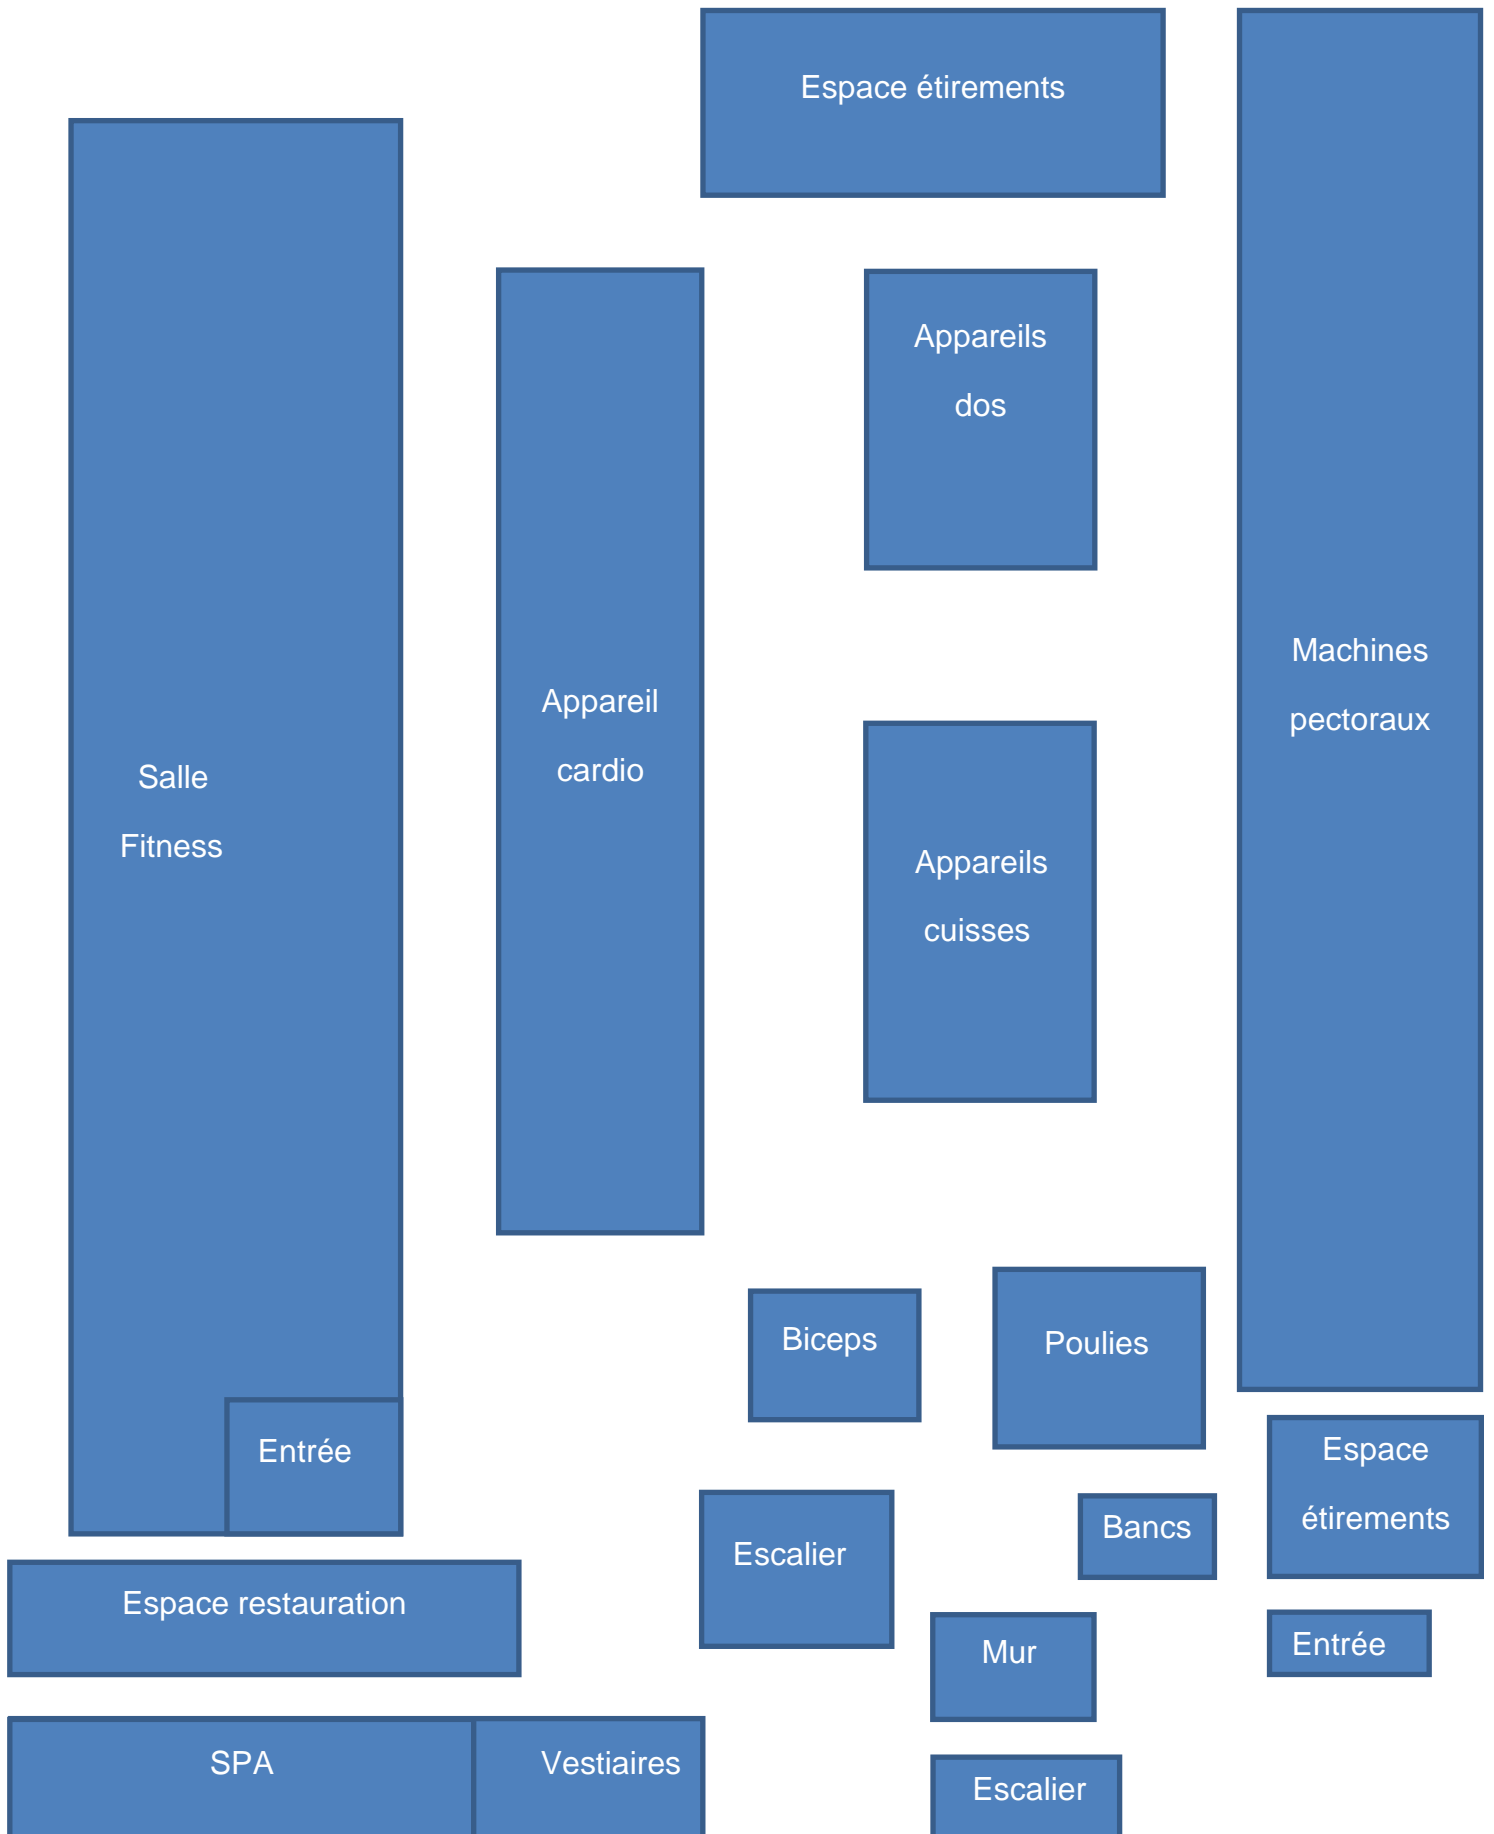 Espace étirements
Appareils
dos
Machines
pectoraux
Appareil
cardio
Salle
Fitness
Appareils
cuisses
Biceps
Poulies
Entrée
Espace
étirements
Bancs
Escalier
Espace restauration
Entrée
Mur
SPA
Vestiaires
Escalier